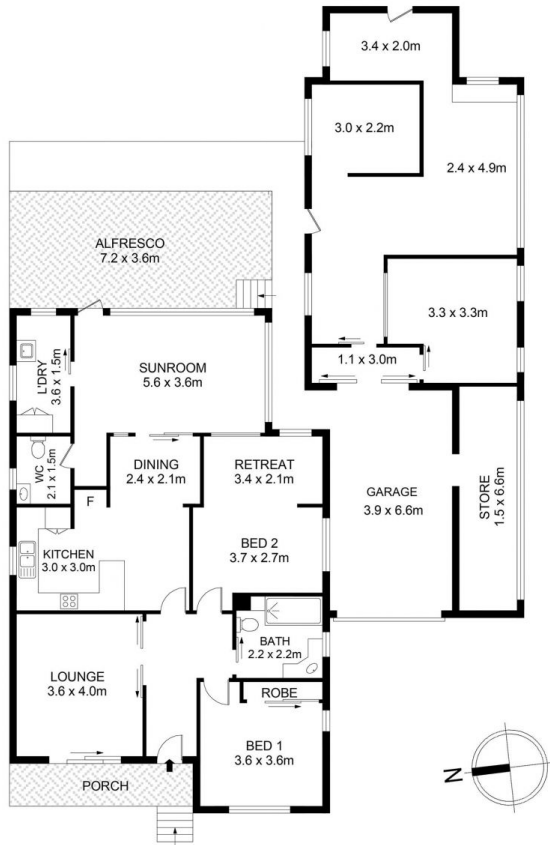 3.4 x 2.0m
3.0 x 2.2m
2.4 x 4.9m
ALFRESCO
7.2 x 3.6m
3.3 x 3.3m
L'DRY
3.6 x 1.5m
SUNROOM
5.6 x 3.6m
1.1 x 3.0m
WC
2.1 x 1.5m
DINING
2.4 x 2.1m
RETREAT
3.4 x 2.1m
F
GARAGE
3.9 x 6.6m
STORE
1.5 x 6.6m
KITCHEN
3.0 x 3.0m
BED 2
3.7 x 2.7m
BATH
2.2 x 2.2m
LOUNGE
3.6 x 4.0m
ROBE
BED 1
3.6 x 3.6m
PORCH
N